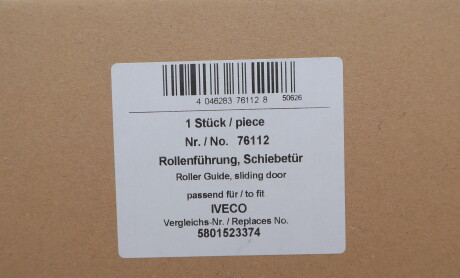 4 046283 76112 8 50626
1 Stück / piece
Nr. / No. 76112
Rollenführung, Schiebetür
Roller Guide, sliding door
passend für / to fit
IVECO
Vergleichs-Nr. / Replaces No.
5801523374